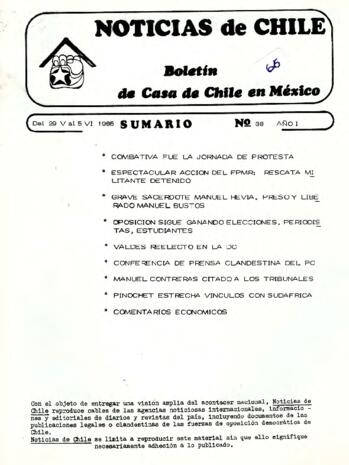 NOTICIAS de CHILE
Boletín
66
de Casa de Chile en México
Del 29 V al 5 VI 1986 SUMARIO Nº 38 AÑO I
* COMBATIVA FUE LA JORNADA DE PROTESTA
* ESPECTACULAR ACCION DEL FPMR: RESCATA MI
LITANTE DETENIDO
* GRAVE SACERDOTE MANUEL HEVIA, PRESO Y LIBE
RADO MANUEL BUSTOS
* OPOSICION SIGUE GANANDO ELECCIONES, PERIODIS
TAS, ESTUDIANTES
* VALDES REELECTO EN LA DC
* CONFERENCIA DE PRENSA CLANDESTINA DEL PC
* MANUEL CONTRERAS CITADO A LOS TRIBUNALES
* PINOCHET ESTRECHA VINCULOS CON SUDAFRICA
* COMENTARIOS ECONOMICOS
Con el objeto de entregar una visión amplia del acontecer nacional, Noticias de
Chile reproduce cables de las agencias noticiosas internacionales, informacio -
nes y editoriales de diarios y revistas del país, incluyendo documentos de las
publicaciones legales o clandestinas de las fuerzas de oposición democrática de
Chile.
Noticias de Chile se limita a reproducir este material sin que ello signifique
necesariamente adhesión a lo publicado.